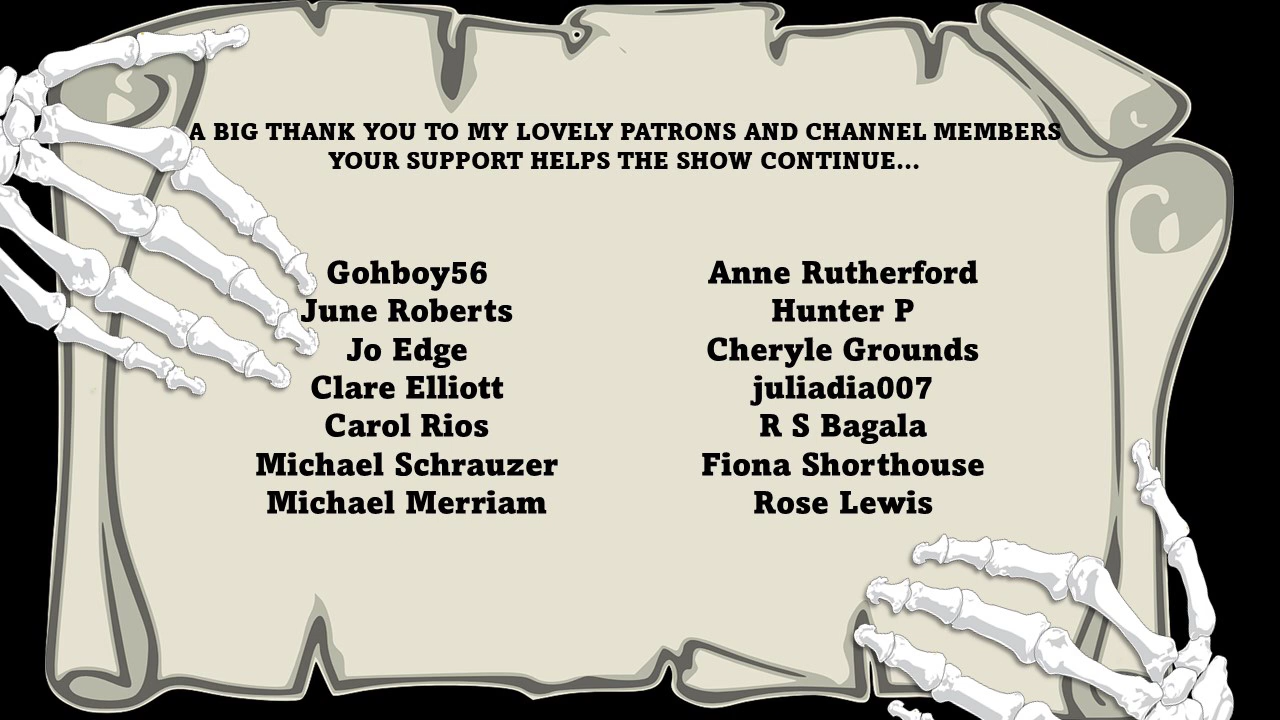 A BIG THANK YOU TO MY LOVELY PATRONS AND CHANNEL MEMBERS
YOUR SUPPORT HELPS THE SHOW CONTINUE...
Gohboy56
June Roberts
Jo Edge
Clare Elliott
Carol Rios
Michael Schrauzer
Michael Merriam
Anne Rutherford
Hunter P
Cheryle Grounds
juliadia007
R S Bagala
Fiona Shorthouse
Rose Lewis